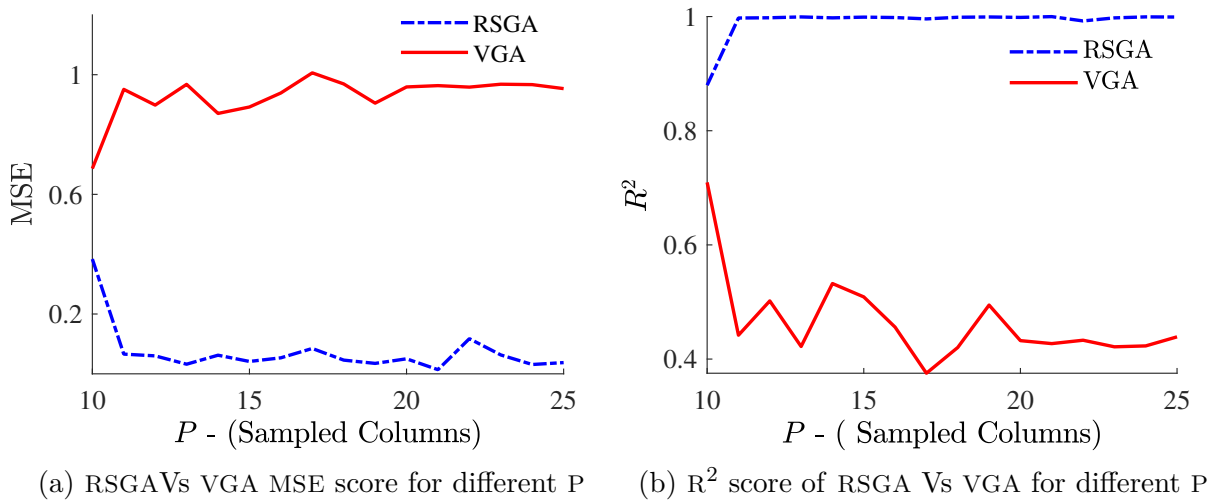 RSGA
VGA
1
0.6
0.2
MSE
10
15
20
25
P - (Sampled Columns)
(a) RSGAVs VGA MSE score for different P
1
0.8
0.6
0.4
R²
RSGA
VGA
10
15
20
25
P - ( Sampled Columns)
(b) R² score of RSGA Vs VGA for different P